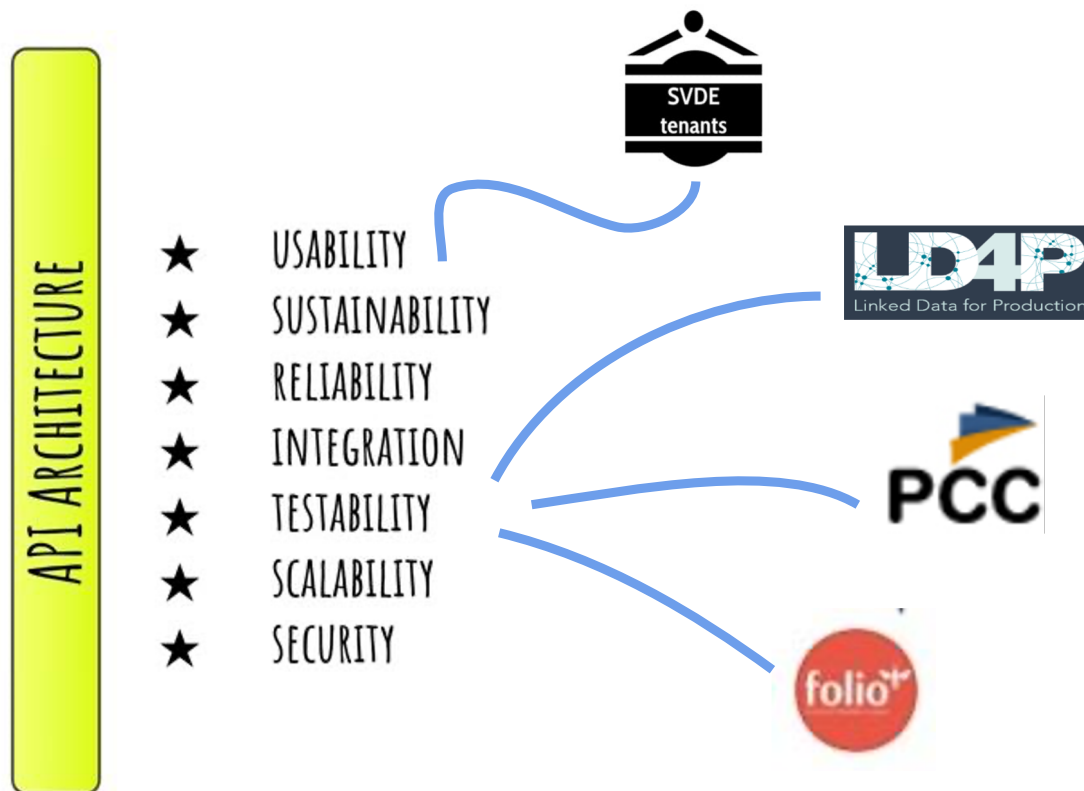 SVDE
tenants
API ARCHITECTURE
USABILITY
SUSTAINABILITY
RELIABILITY
INTEGRATION
TESTABILITY
SCALABILITY
SECURITY
LD4P
Linked Data for Production
PCC
folio